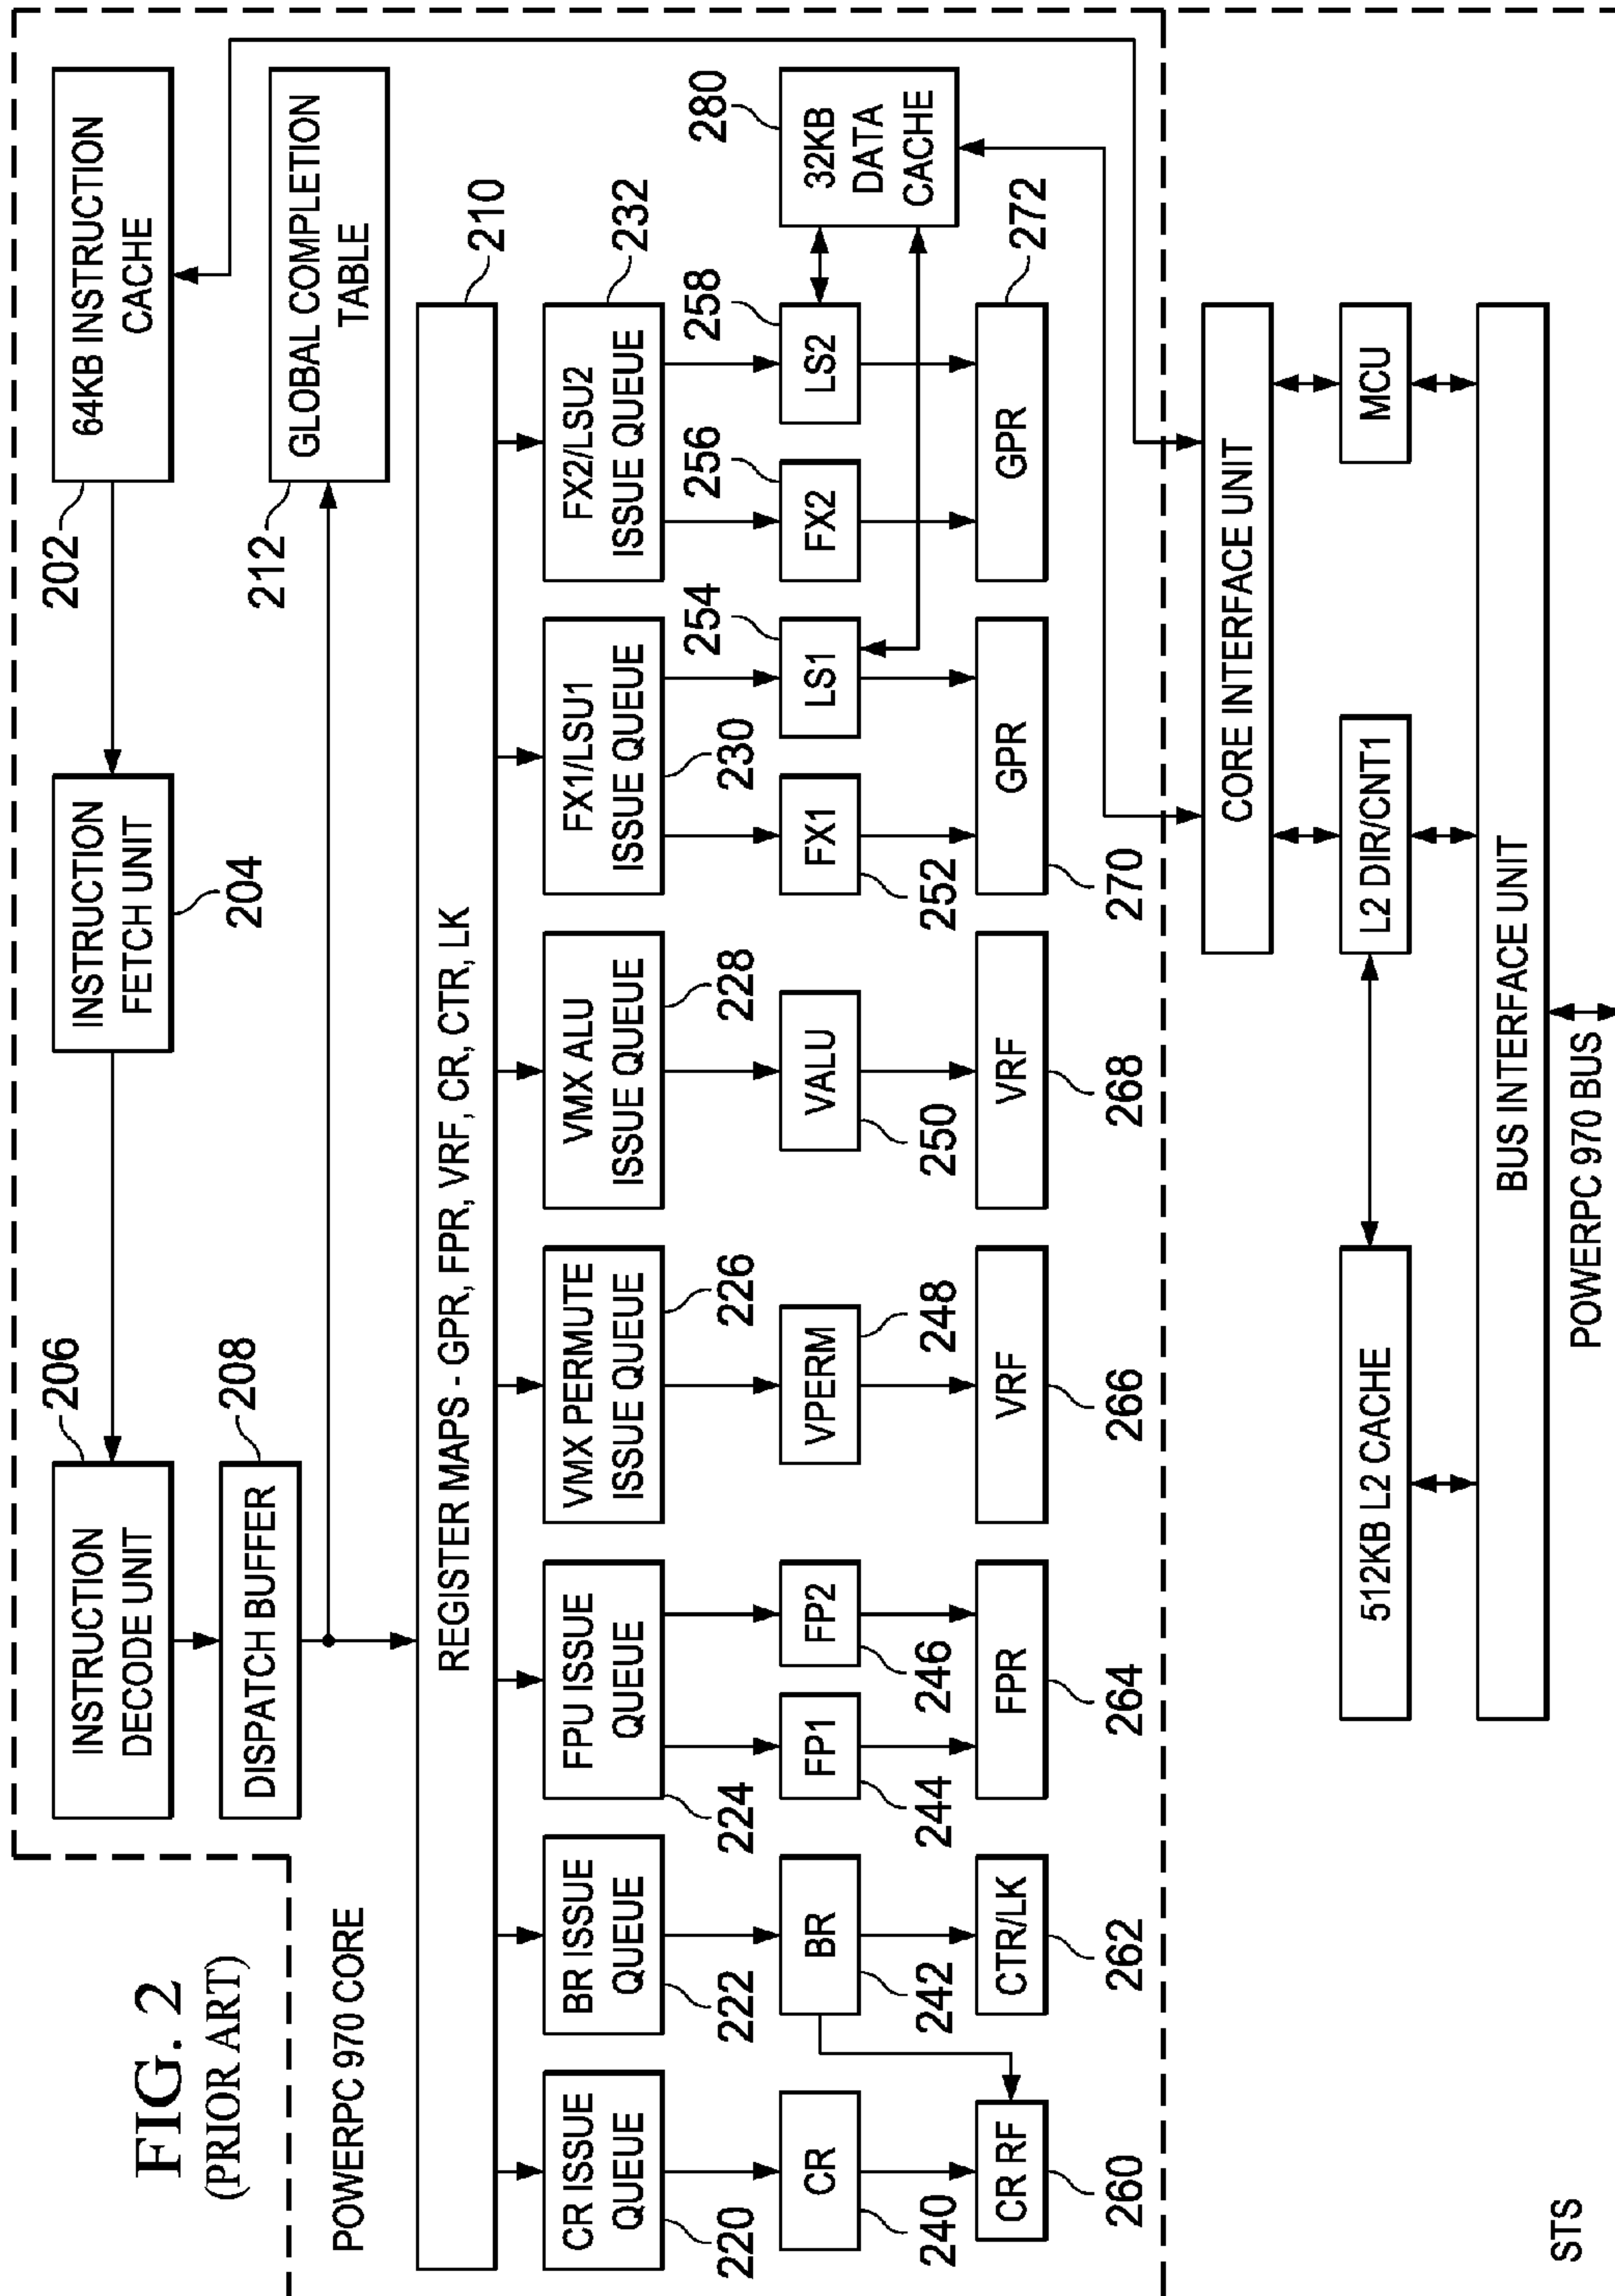 FIG. 2
(PRIOR ART)
206
INSTRUCTION
DECODE UNIT
INSTRUCTION
FETCH UNIT
204
202
64KB INSTRUCTION
CACHE
208
DISPATCH BUFFER
212
GLOBAL COMPLETION
TABLE
POWERPC 970 CORE
REGISTER MAPS - GPR, FPR, VRF, CR, CTR, LK
210
CR ISSUE
QUEUE
220
BR ISSUE
QUEUE
222
FPU ISSUE
QUEUE
224
VMX PERMUTE
ISSUE QUEUE
226
VMX ALU
ISSUE QUEUE
228
FX1/LSU1
ISSUE QUEUE
230
FX2/LSU2
ISSUE QUEUE
232
CR
240
BR
242
FP1
244
FP2
246
VPERM
248
VALU
250
FX1
252
LS1
254
FX2
256
LS2
258
32KB
DATA
CACHE
280
CR RF
260
CTR/LK
262
FPR
264
VRF
266
VRF
268
GPR
270
GPR
272
CORE INTERFACE UNIT
512KB L2 CACHE
L2 DIR/CNT1
MCU
BUS INTERFACE UNIT
POWERPC 970 BUS
STS